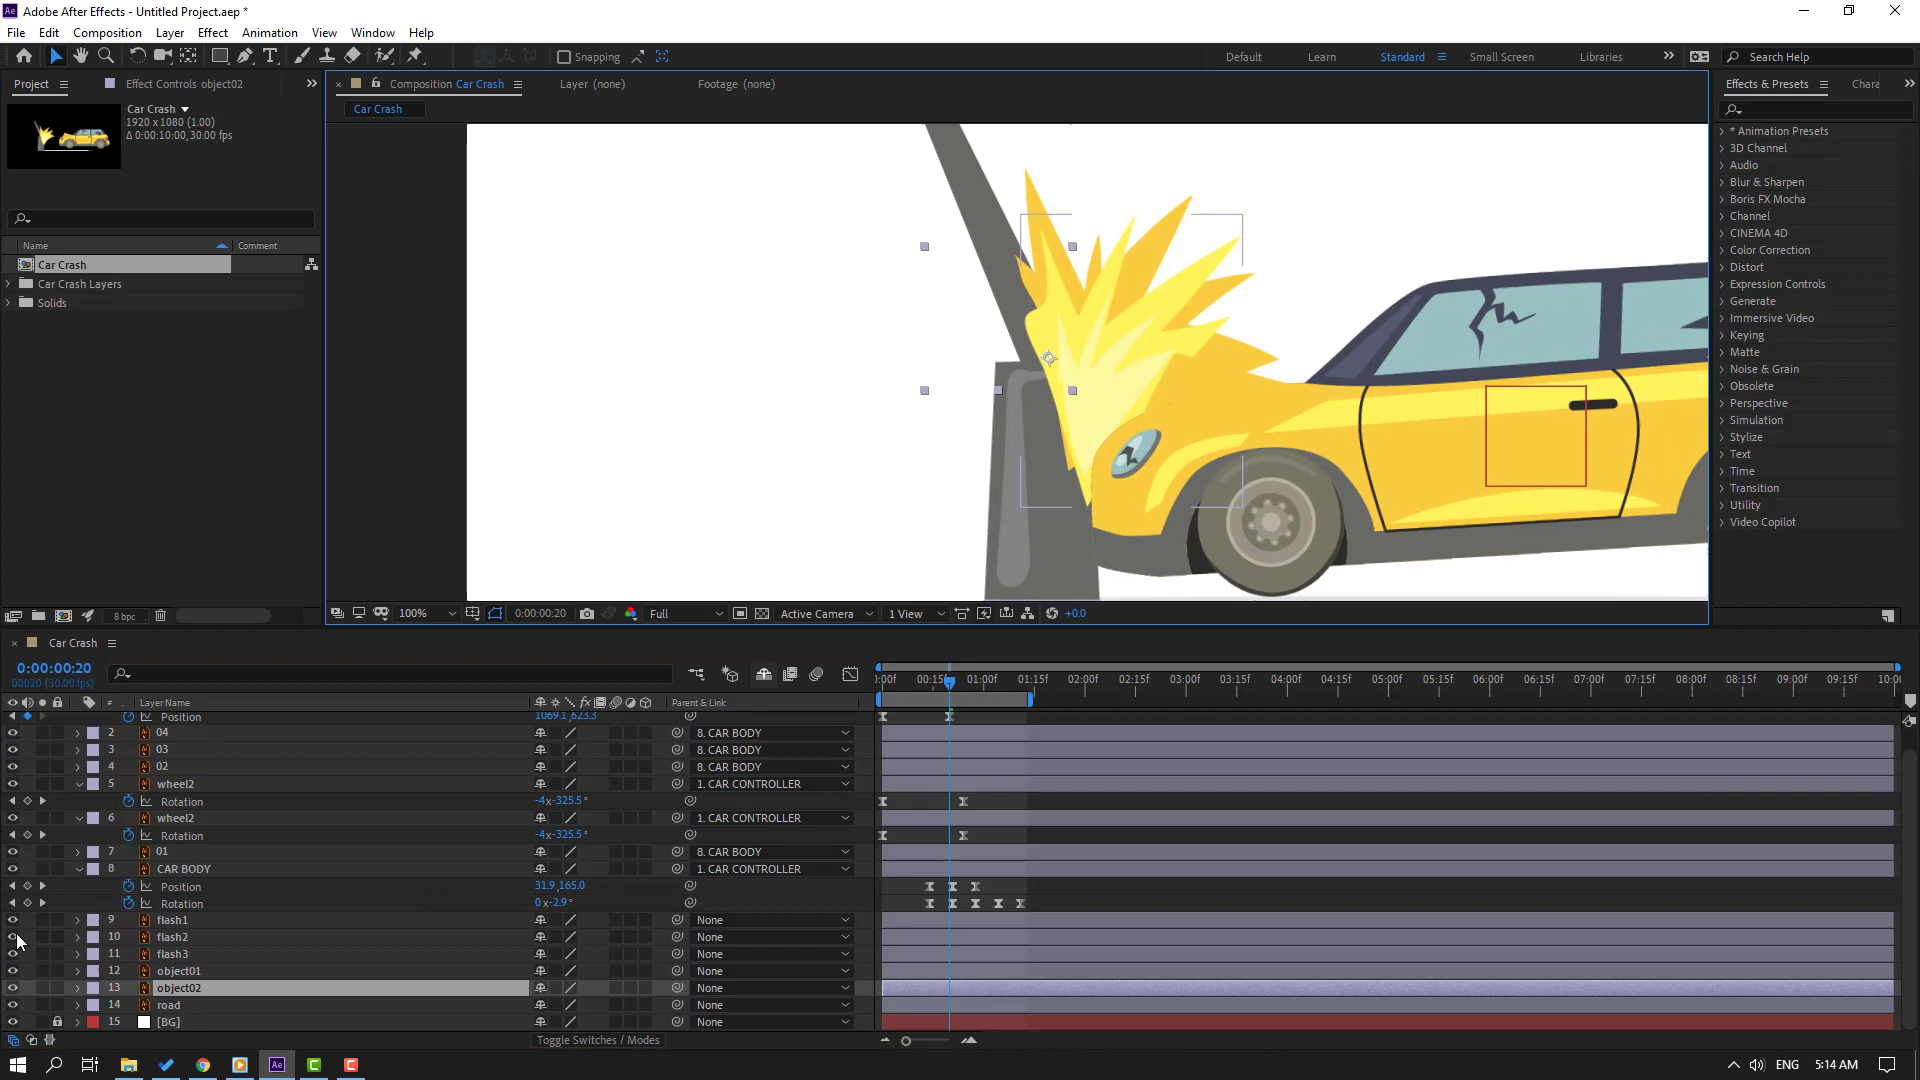 Adobe After Effects - Untitled Project.aep *
File Edit Composition Layer Effect Animation View Window Help
Snapping Default Learn Standard Small Screen Libraries Search Help
Project Effect Controls object02 Composition Car Crash Layer (none) Footage (none) Effects & Presets Chara
Car Crash
Car Crash
1920 x 1080 (1.00)
Δ 0:00:10:00, 30.00 fps
Name Comment
Car Crash
Car Crash Layers
Solids
* Animation Presets
3D Channel
Audio
Blur & Sharpen
Boris FX Mocha
Channel
CINEMA 4D
Color Correction
Distort
Expression Controls
Generate
Immersive Video
Keying
Matte
Noise & Grain
Obsolete
Perspective
Simulation
Stylize
Text
Time
Transition
Utility
Video Copilot
8 bpc 100% 0:00:00:20 Full Active Camera 1 View +0.0
Car Crash
0:00:00:20
00020 (30.00 fps)
0:00f 00:15f 01:00f 01:15f 02:00f 02:15f 03:00f 03:15f 04:00f 04:15f 05:00f 05:15f 06:00f 06:15f 07:00f 07:15f 08:00f 08:15f 09:00f 09:15f 10:00
# Layer Name Parent & Link
Position 1069.1,623.3
2 04 8. CAR BODY
3 03 8. CAR BODY
4 02 8. CAR BODY
5 wheel2 1. CAR CONTROLLER
Rotation -4x-325.5°
6 wheel2 1. CAR CONTROLLER
Rotation -4x-325.5°
7 01 8. CAR BODY
8 CAR BODY 1. CAR CONTROLLER
Position 31.9,165.0
Rotation 0x-2.9°
9 flash1 None
10 flash2 None
11 flash3 None
12 object01 None
13 object02 None
14 road None
15 [BG] None
Toggle Switches / Modes
ENG 5:14 AM